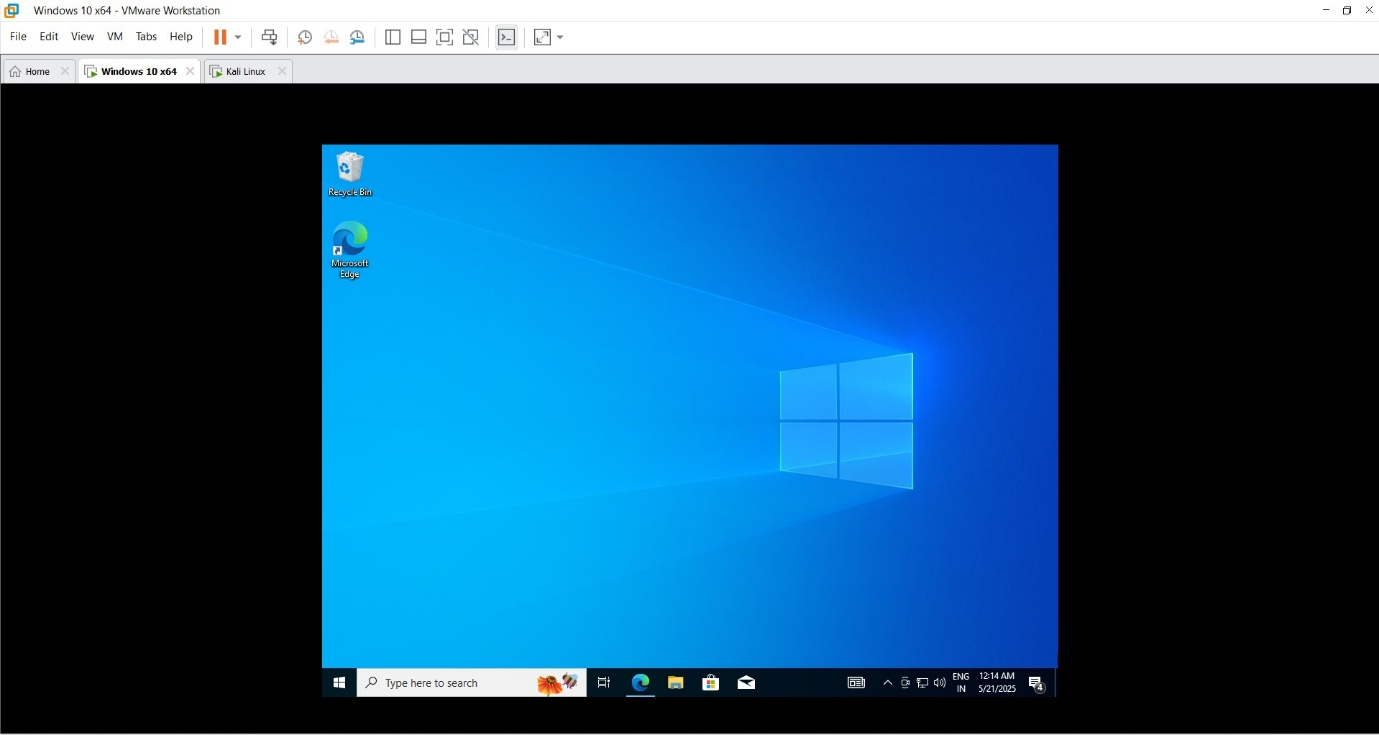 Windows 10 x64 - VMware Workstation
File Edit View VM Tabs Help
Home Windows 10 x64 Kali Linux
Recycle Bin
Microsoft
Edge
Type here to search
ENG
IN
12:14 AM
5/21/2025
4